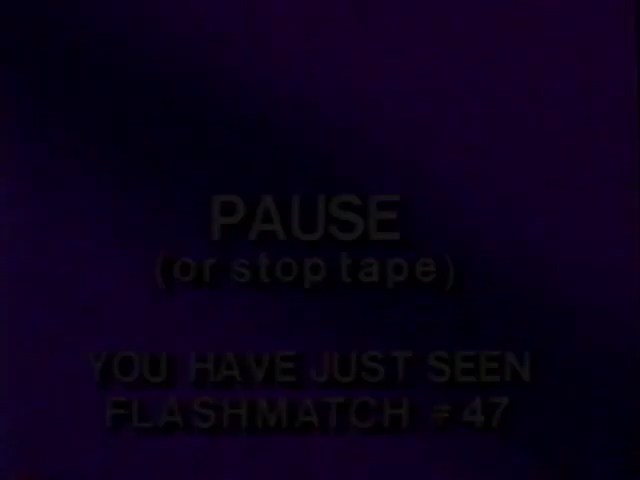 PAUSE
(or stop tape)
YOU HAVE JUST SEEN
FLASHMATCH #47